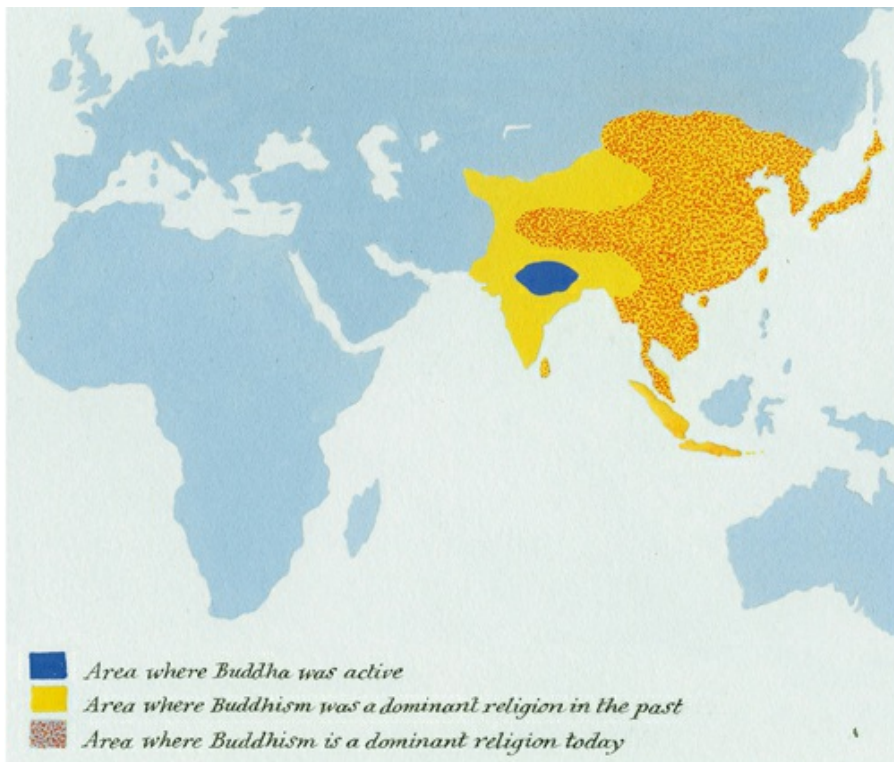 Area where Buddha was active
Area where Buddhism was a dominant religion in the past
Area where Buddhism is a dominant religion today